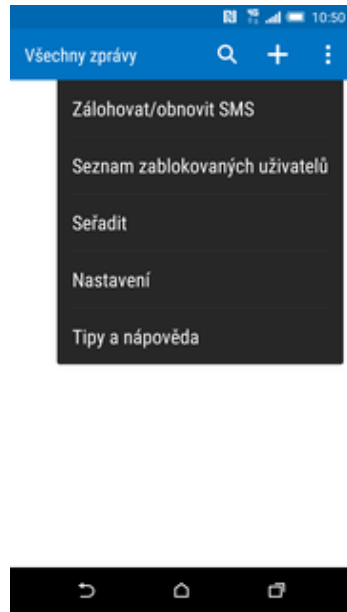 10:50
Všechny zprávy
Zálohovat/obnovit SMS
Seznam zablokovaných uživatelů
Seřadit
Nastavení
Tipy a nápověda